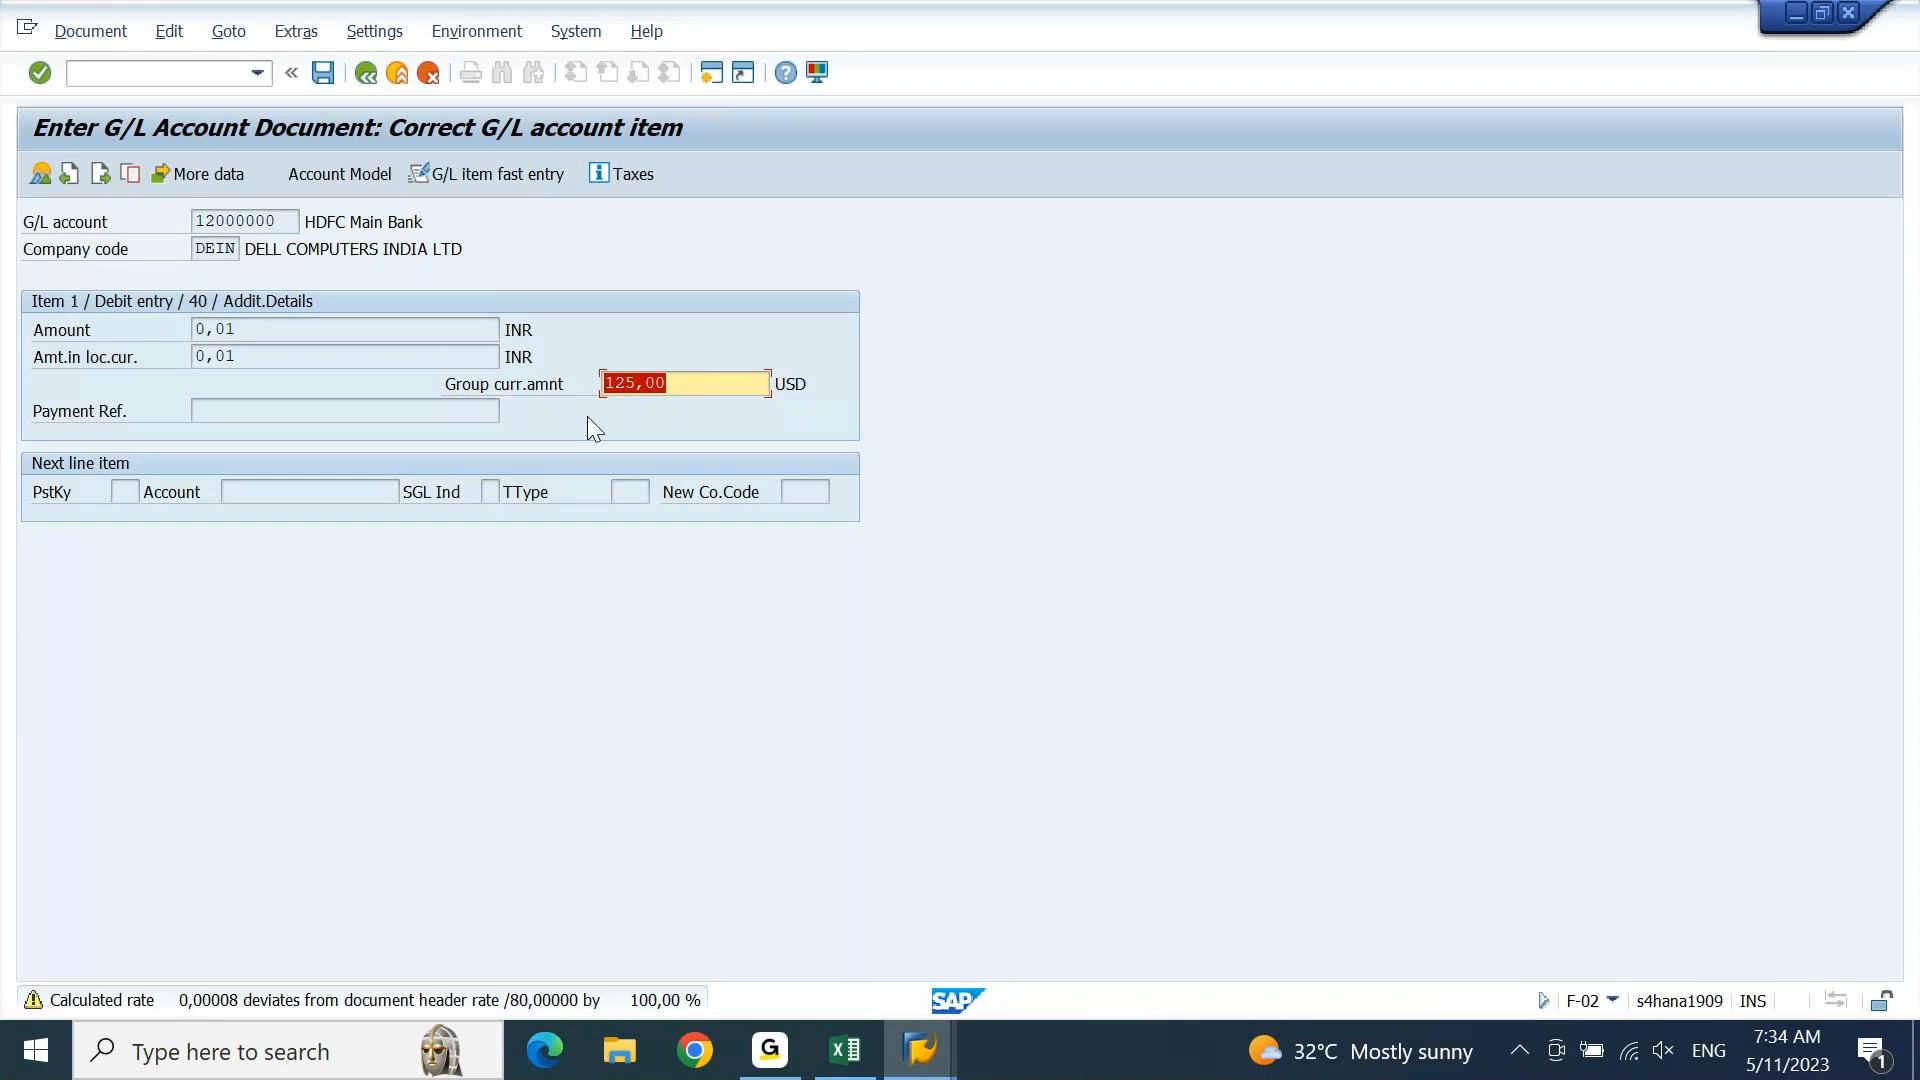 Document Edit Goto Extras Settings Environment System Help
Enter G/L Account Document: Correct G/L account item
More data Account Model G/L item fast entry Taxes
G/L account 12000000 HDFC Main Bank
Company code DEIN DELL COMPUTERS INDIA LTD
Item 1 / Debit entry / 40 / Addit.Details
Amount 0,01 INR
Amt.in loc.cur. 0,01 INR
Group curr.amnt 125,00 USD
Payment Ref.
Next line item
PstKy Account SGL Ind TType New Co.Code
Calculated rate 0,00008 deviates from document header rate /80,00000 by 100,00 % SAP F-02 s4hana1909 INS
Type here to search G 32°C Mostly sunny ENG 7:34 AM
5/11/2023 1